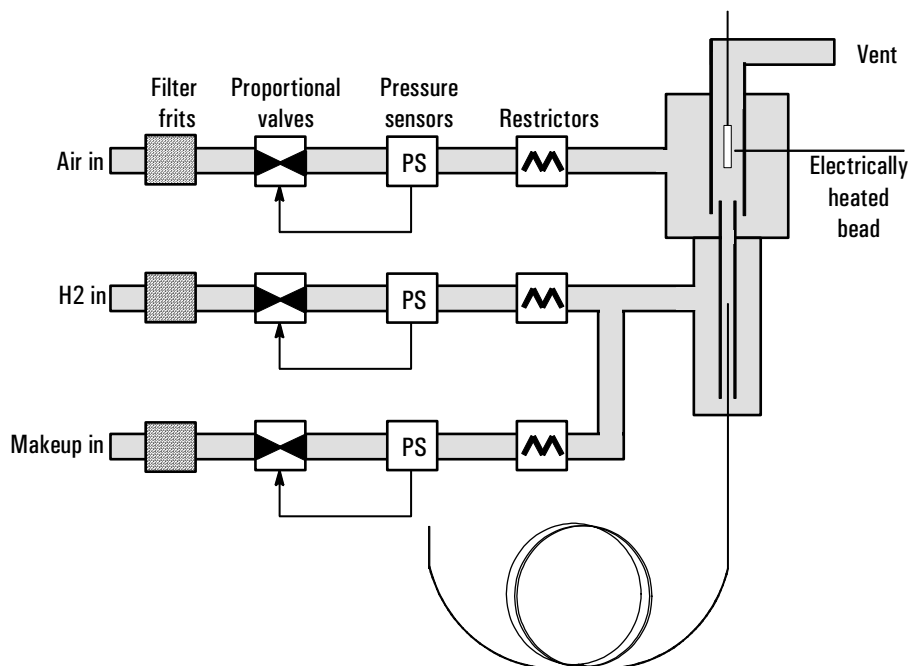 Vent
Filter
frits
Proportional
valves
Pressure
sensors
Restrictors
Air in
PS
Electrically
heated
bead
H2 in
PS
Makeup in
PS